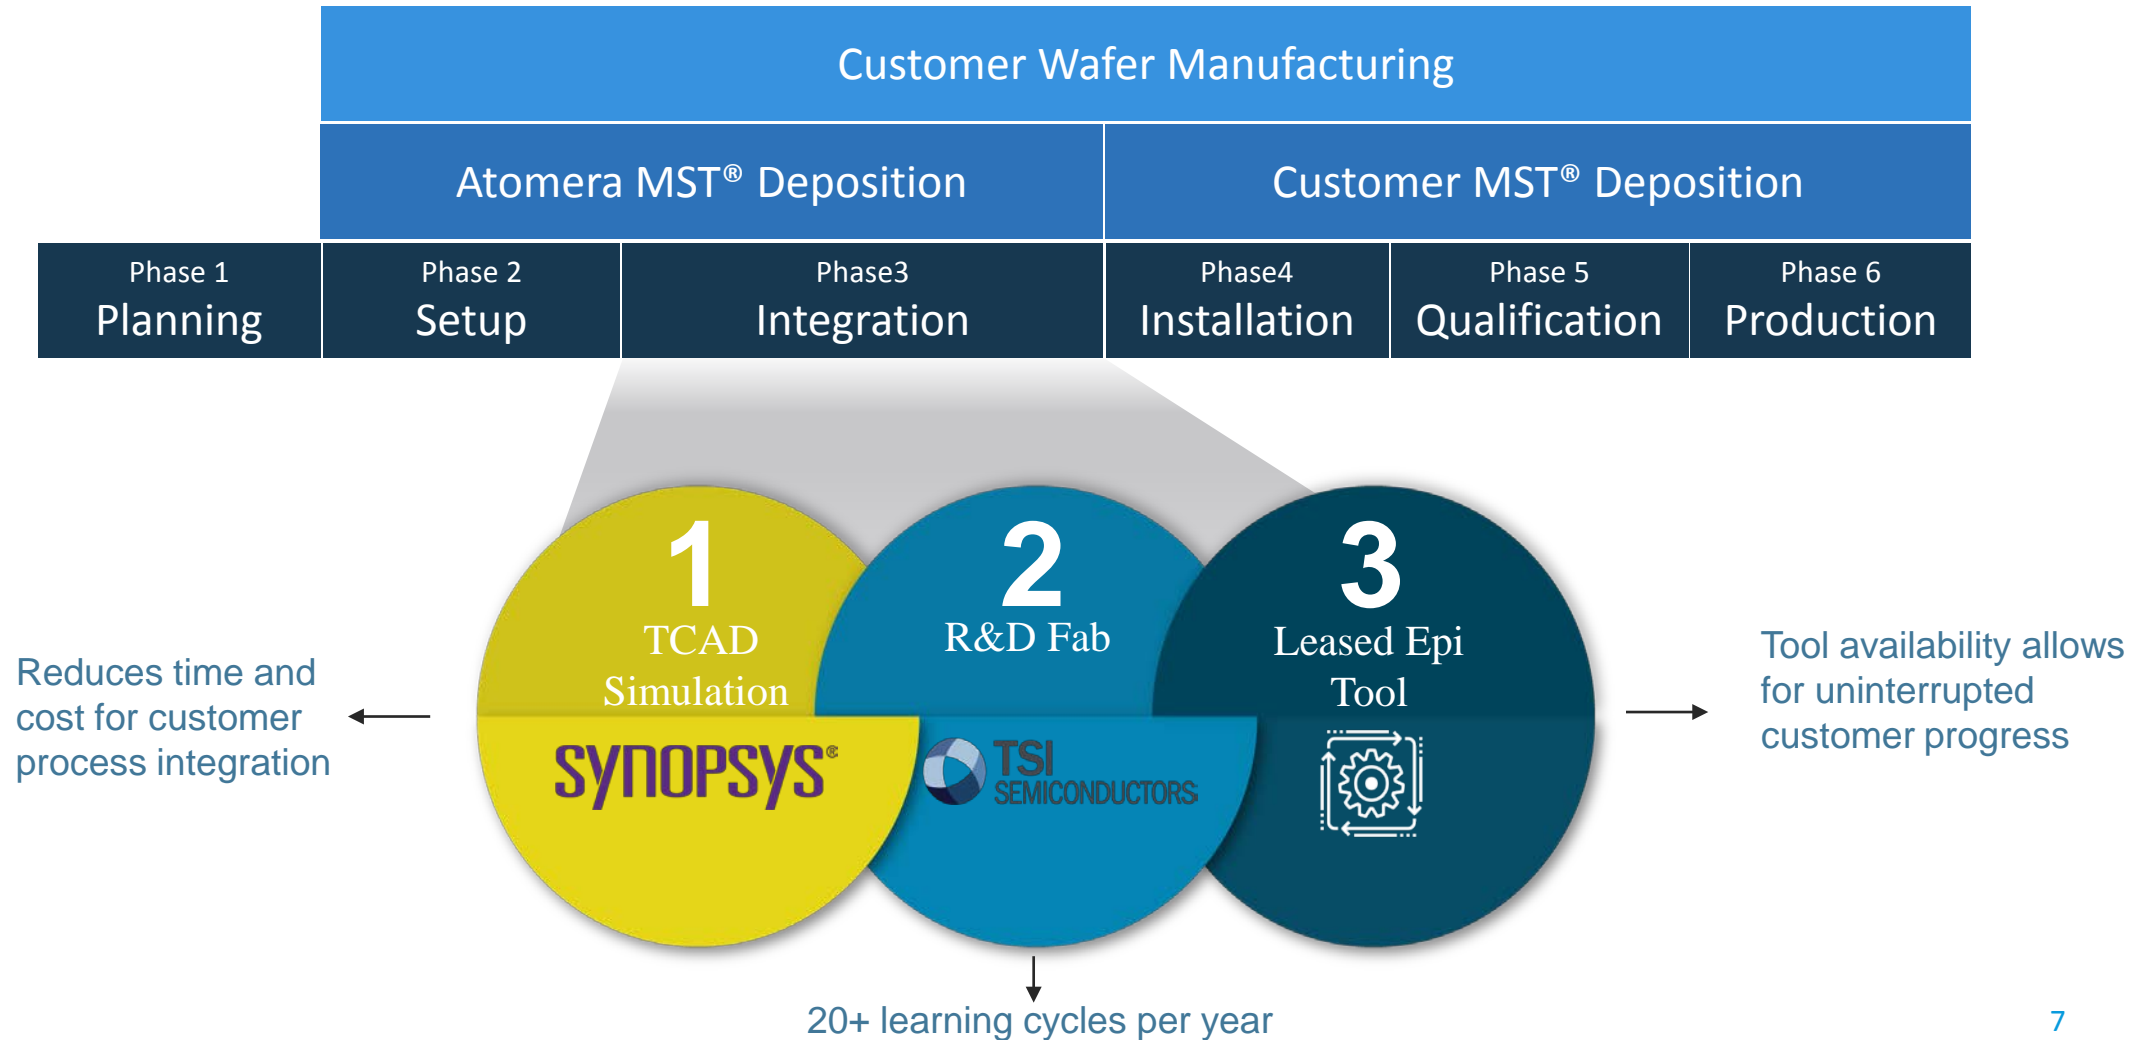 Customer Wafer Manufacturing
Atomera MST® Deposition
Customer MST® Deposition
Phase 1
Planning
Phase 2
Setup
Phase3
Integration
Phase4
Installation
Phase 5
Qualification
Phase 6
Production
1
TCAD
Simulation
SYNOPSYS®
2
R&D Fab
TSI
SEMICONDUCTORS
3
Leased Epi
Tool
Reduces time and
cost for customer
process integration
Tool availability allows
for uninterrupted
customer progress
20+ learning cycles per year
7